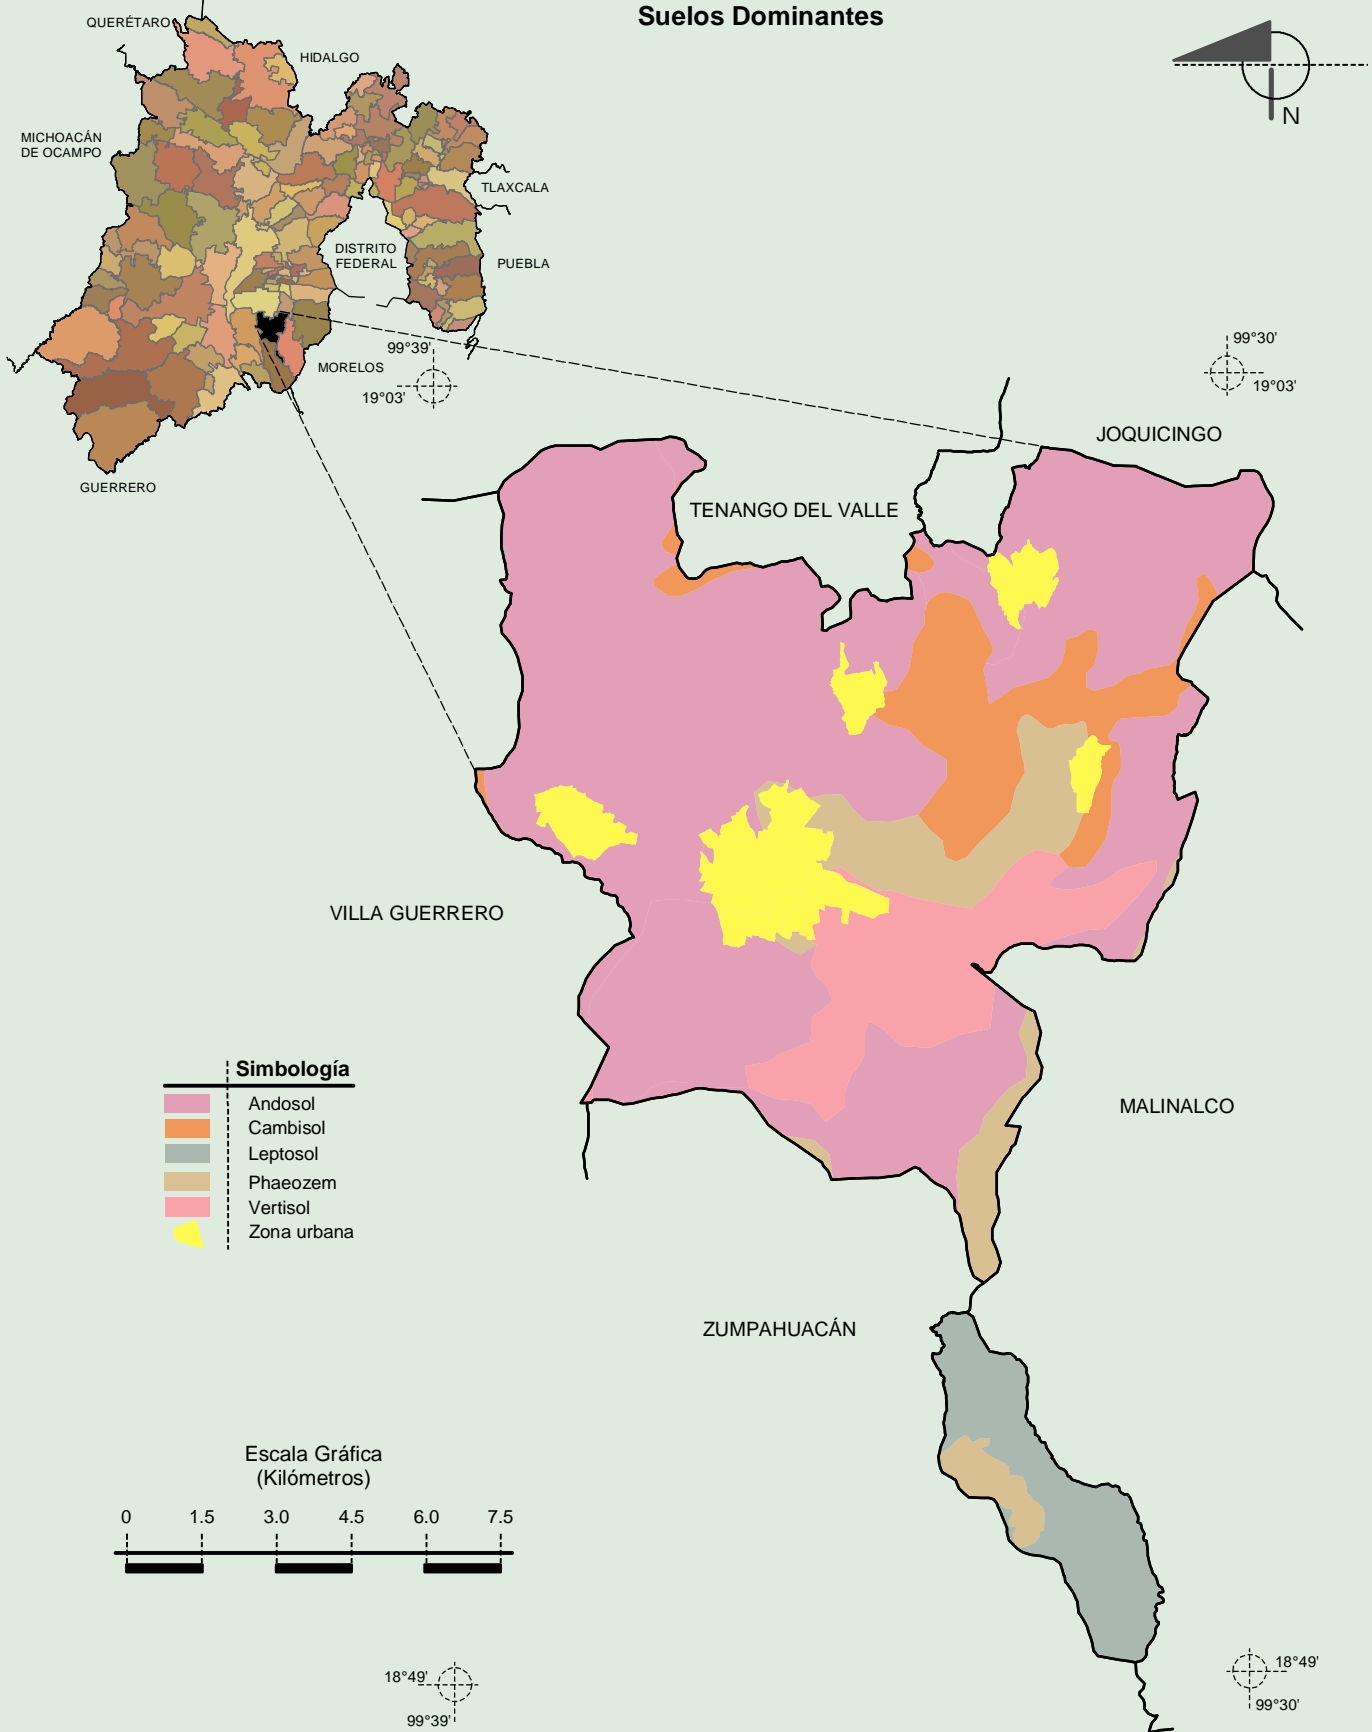 Suelos Dominantes
QUERÉTARO
HIDALGO
MICHOACÁN
DE OCAMPO
TLAXCALA
DISTRITO
FEDERAL
PUEBLA
MORELOS
GUERRERO
N
99°39'
19°03'
99°30'
19°03'
JOQUICINGO
TENANGO DEL VALLE
VILLA GUERRERO
MALINALCO
ZUMPAHUACÁN
Simbología
Andosol
Cambisol
Leptosol
Phaeozem
Vertisol
Zona urbana
Escala Gráfica
(Kilómetros)
0 1.5 3.0 4.5 6.0 7.5
18°49'
99°39'
18°49'
99°30'